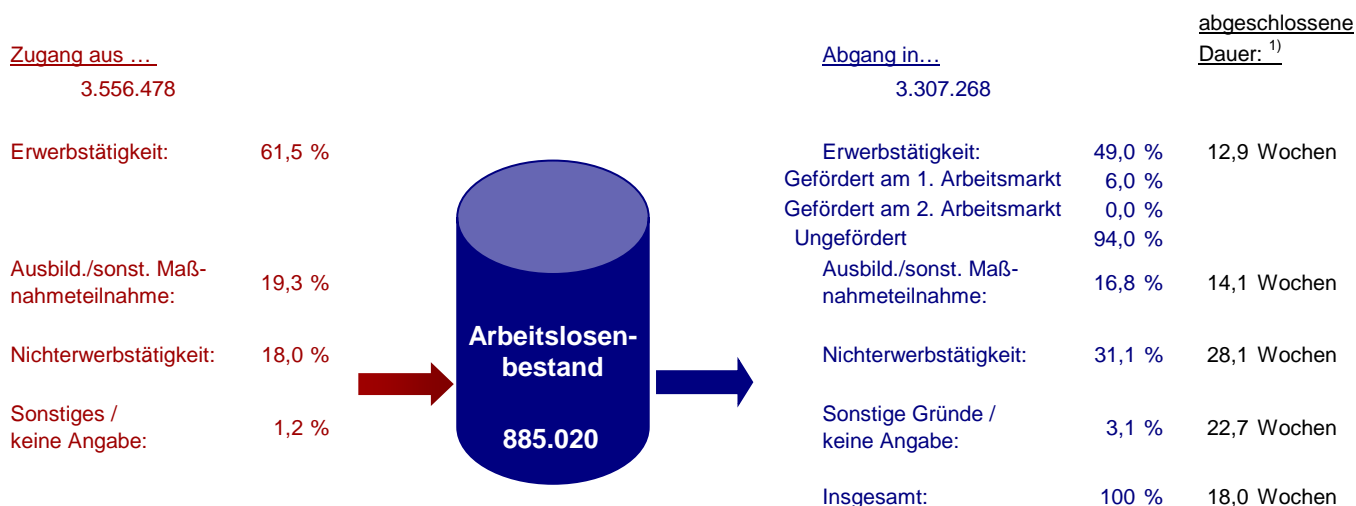 abgeschlossene
Zugang aus … Abgang in… Dauer: 1)
3.556.478 3.307.268
Erwerbstätigkeit: 61,5 % Erwerbstätigkeit: 49,0 % 12,9 Wochen
Gefördert am 1. Arbeitsmarkt 6,0 %
Gefördert am 2. Arbeitsmarkt 0,0 %
Ungefördert 94,0 %
Ausbild./sonst. Maß-
nahmeteilnahme: 19,3 %
Ausbild./sonst. Maß-
nahmeteilnahme: 16,8 % 14,1 Wochen
Arbeitslosen-
bestand
885.020
Nichterwerbstätigkeit: 18,0 % Nichterwerbstätigkeit: 31,1 % 28,1 Wochen
Sonstiges /
keine Angabe: 1,2 %
Sonstige Gründe /
keine Angabe: 3,1 % 22,7 Wochen
Insgesamt: 100 % 18,0 Wochen